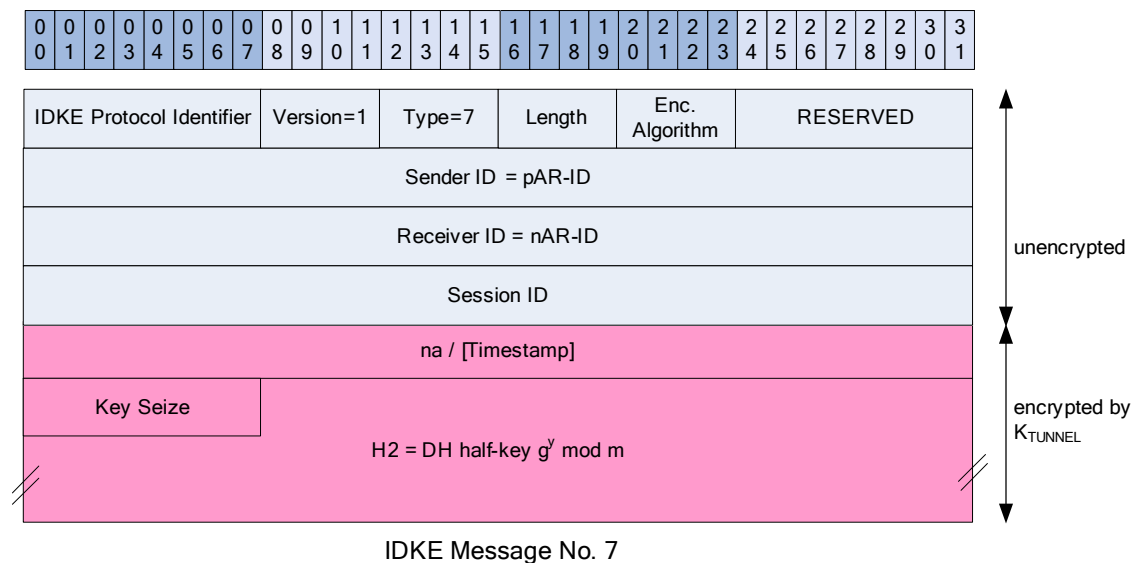 0 0 0 0 0 0 0 0 0 0 1 1 1 1 1 1 1 1 1 1 2 2 2 2 2 2 2 2 2 2 3 3
0 1 2 3 4 5 6 7 8 9 0 1 2 3 4 5 6 7 8 9 0 1 2 3 4 5 6 7 8 9 0 1
IDKE Protocol Identifier Version=1 Type=7 Length Enc. Algorithm RESERVED
Sender ID = pAR-ID
Receiver ID = nAR-ID
unencrypted
Session ID
na / [Timestamp]
Key Seize
encrypted by
K_TUNNEL
H2 = DH half-key g^y mod m
IDKE Message No. 7